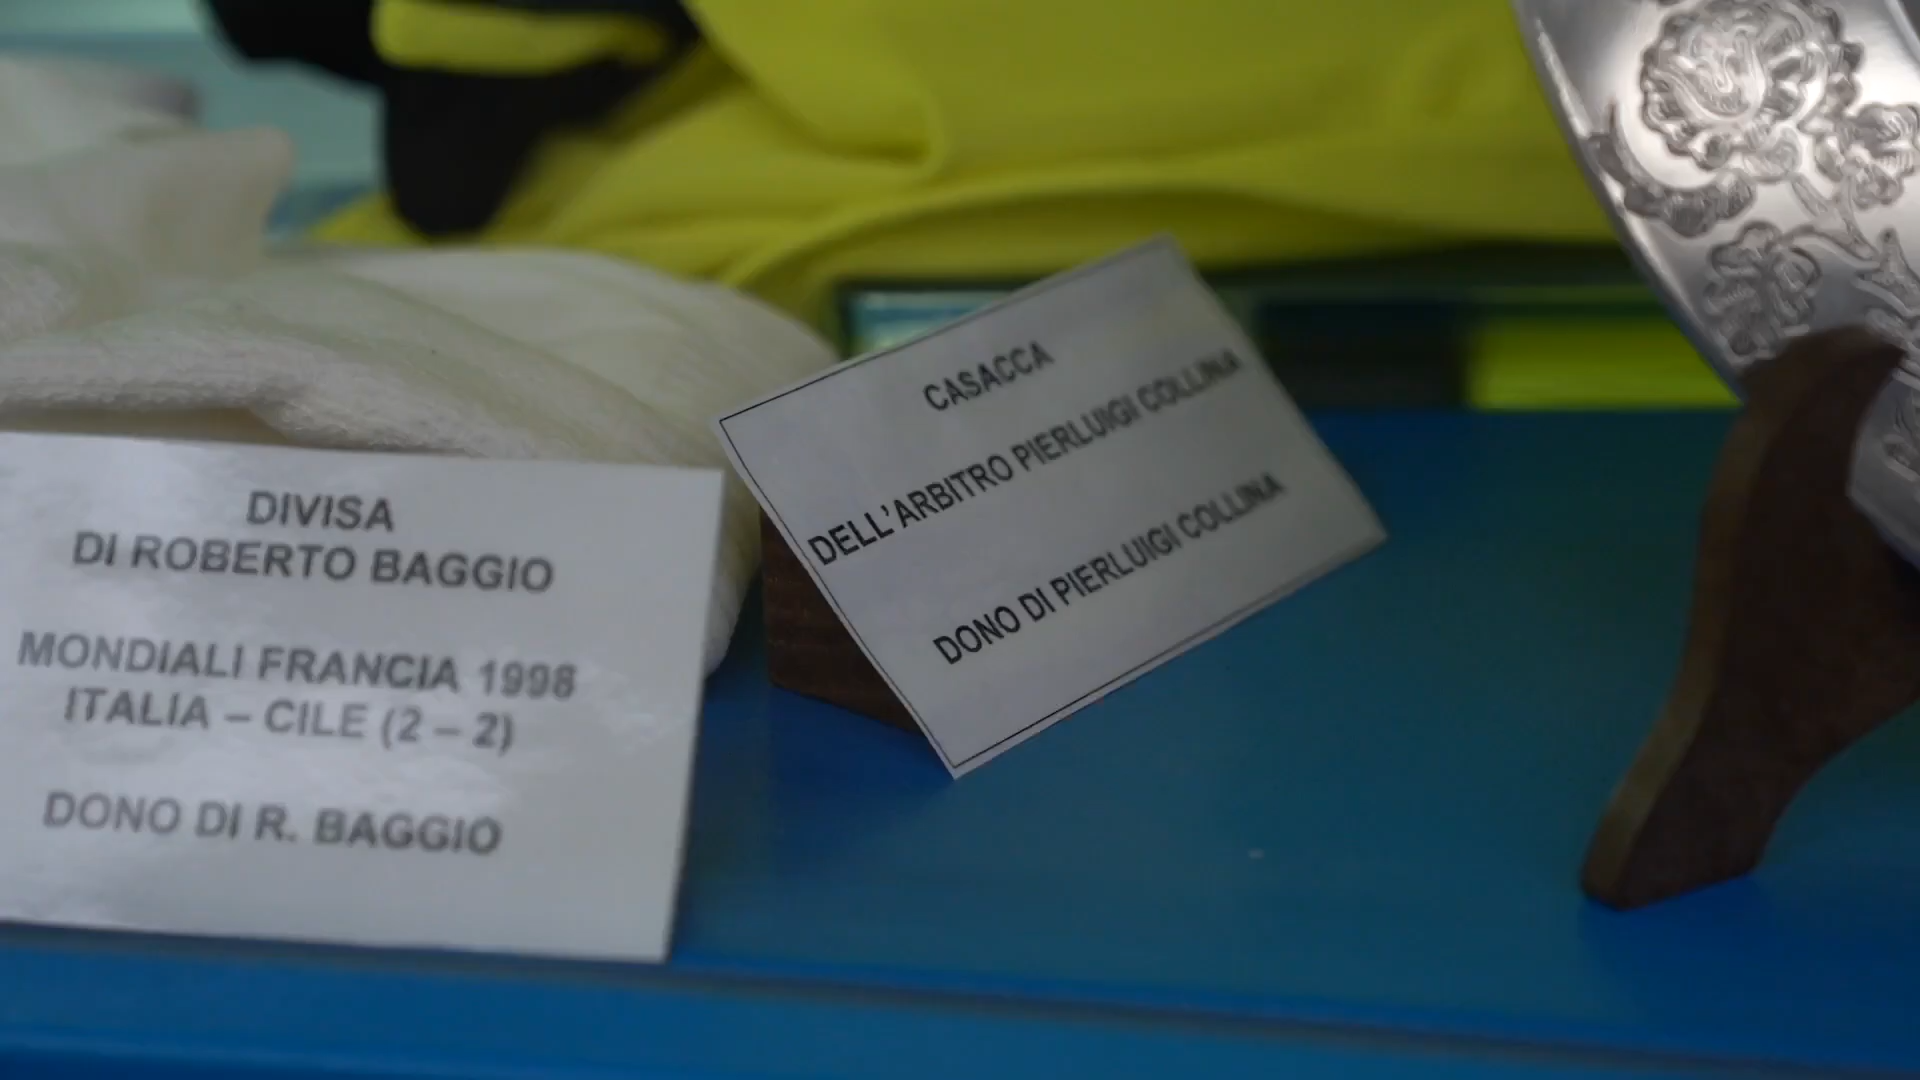 DIVISA
DI ROBERTO BAGGIO
MONDIALI FRANCIA 1998
ITALIA – CILE (2 – 2)
DONO DI R. BAGGIO
CASACCA
DELL'ARBITRO PIERLUIGI COLLINA
DONO DI PIERLUIGI COLLINA